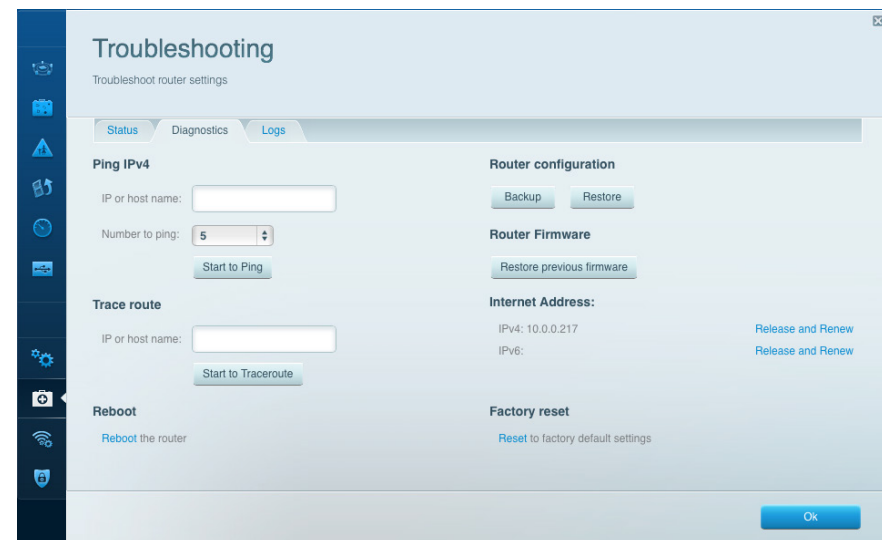 Troubleshooting
Troubleshoot router settings
Status
Diagnostics
Logs
Ping IPv4
IP or host name:
Number to ping:
5
Start to Ping
Trace route
IP or host name:
Start to Traceroute
Reboot
Reboot the router
Router configuration
Backup
Restore
Router Firmware
Restore previous firmware
Internet Address:
IPv4: 10.0.0.217
Release and Renew
IPv6:
Release and Renew
Factory reset
Reset to factory default settings
Ok